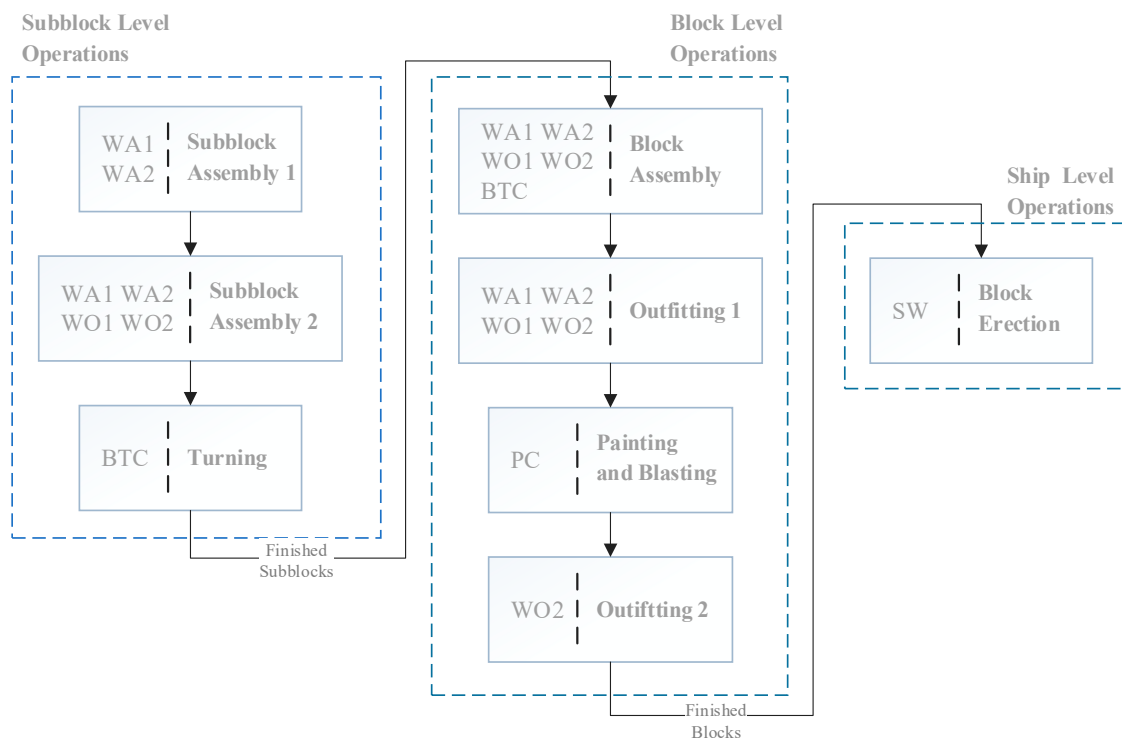 Subblock Level
Operations
WA1
WA2
Subblock
Assembly 1
WA1 WA2
WO1 WO2
Subblock
Assembly 2
BTC
Turning
Finished
Subblocks
Block Level
Operations
WA1 WA2
WO1 WO2
BTC
Block
Assembly
WA1 WA2
WO1 WO2
Outfitting 1
PC
Painting
and Blasting
WO2
Outiftting 2
Finished
Blocks
Ship Level
Operations
SW
Block
Erection